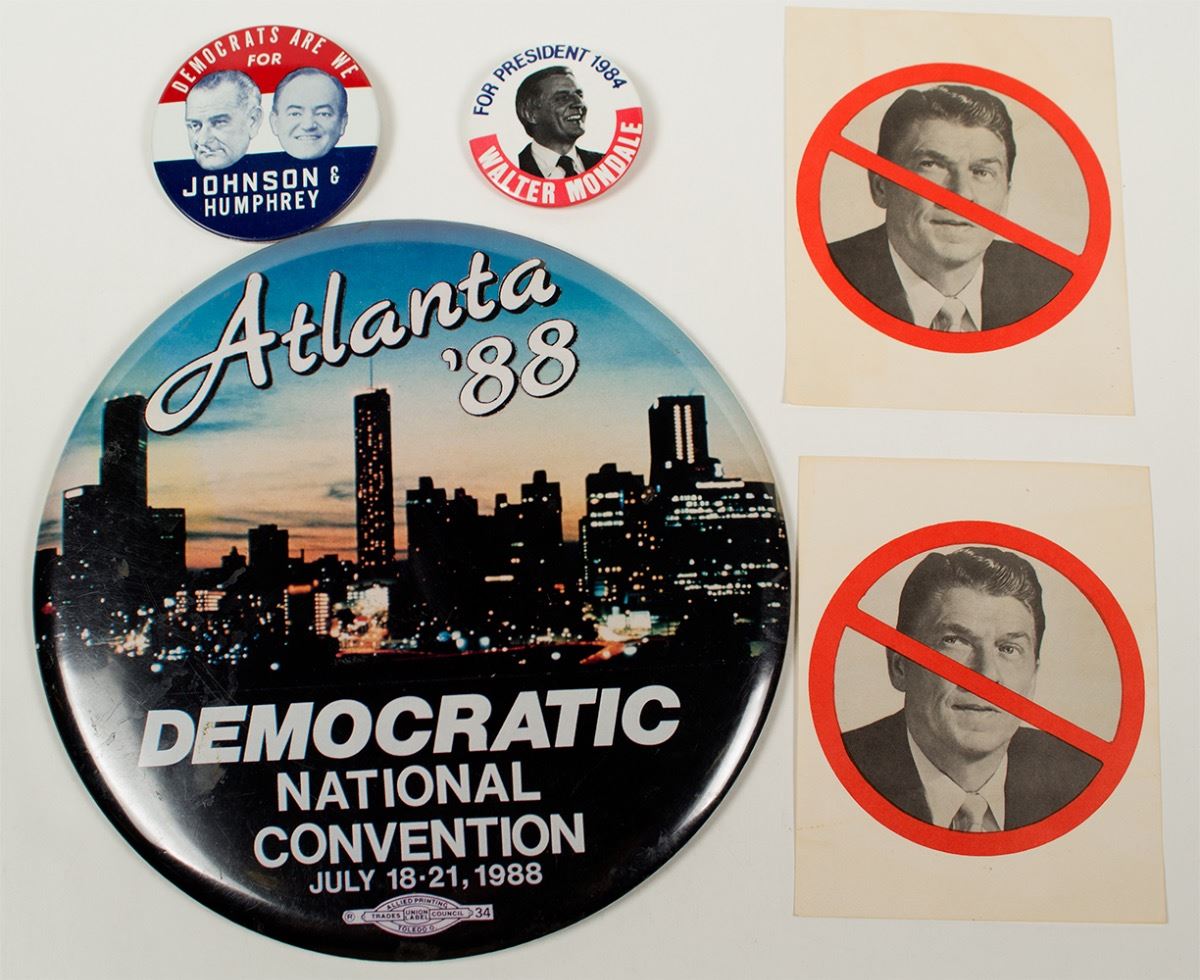 DEMOCRATS ARE WE
FOR
JOHNSON &
HUMPHREY
FOR PRESIDENT 1984
WALTER MONDALE
Atlanta
'88
DEMOCRATIC
NATIONAL
CONVENTION
JULY 18-21, 1988
ALLIED PRINTING
® TRADES UNION LABEL COUNCIL 34
TOLEDO O.